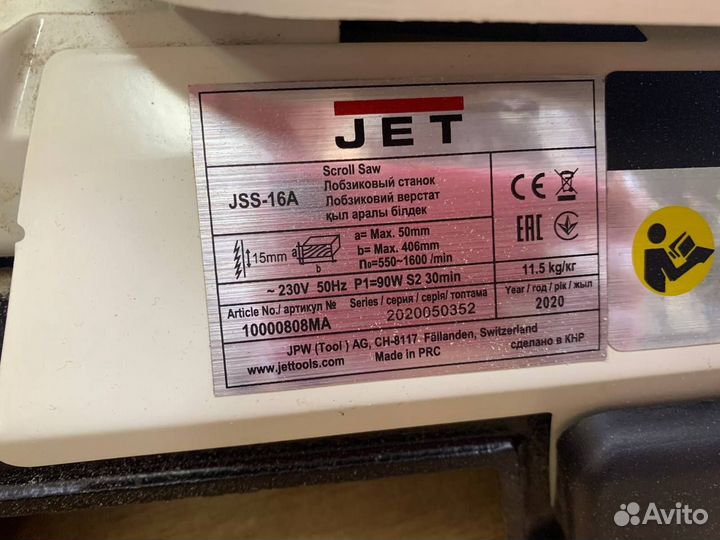 JET
JSS-16A
Scroll Saw
Лобзиковый станок
Лобзиковий верстат
қыл аралы білдек
CE
EAC
15mm
a
b
a= Max. 50mm
b= Max. 406mm
n₀=550~1600 /min
~ 230V 50Hz P1=90W S2 30min
11.5 kg/кг
Article No./ артикул №
10000808MA
Series / серия / серія/ топтама
2020050352
Year / год / рік / жыл
2020
JPW (Tool ) AG, CH-8117 Fällanden, Switzerland
www.jettools.com
Made in PRC
сделано в КНР
Avito